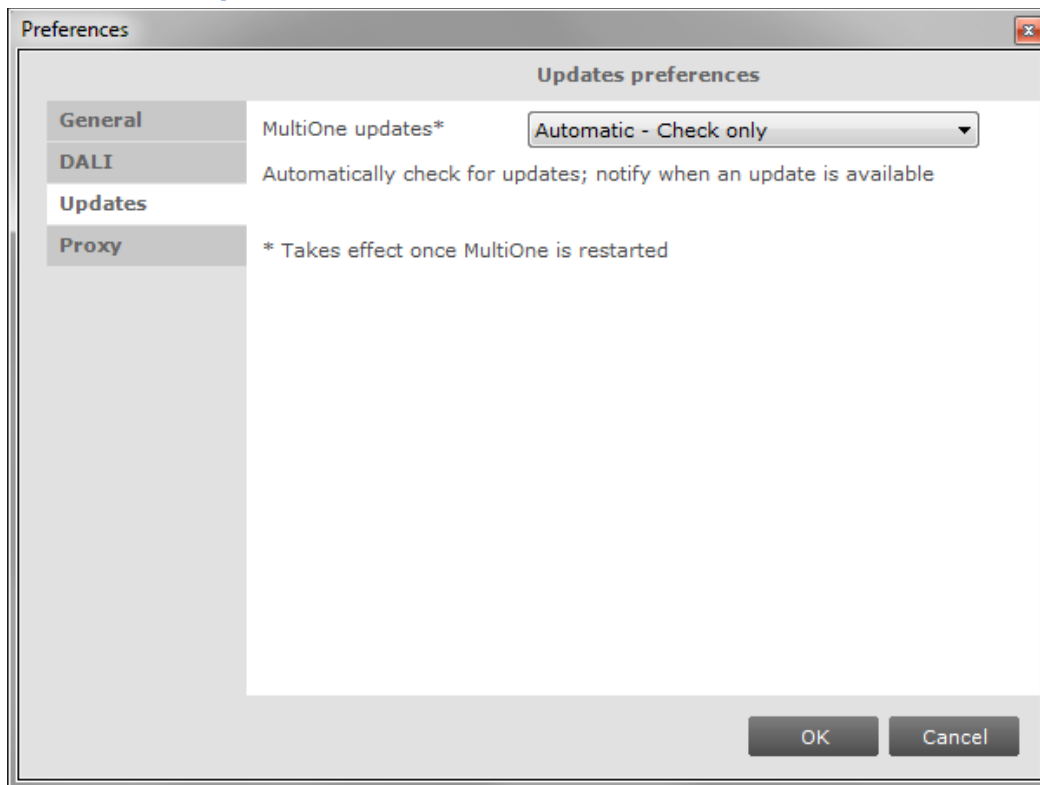 Preferences
Updates preferences
General
DALI
Updates
Proxy
MultiOne updates* Automatic - Check only
Automatically check for updates; notify when an update is available
* Takes effect once MultiOne is restarted
OK Cancel